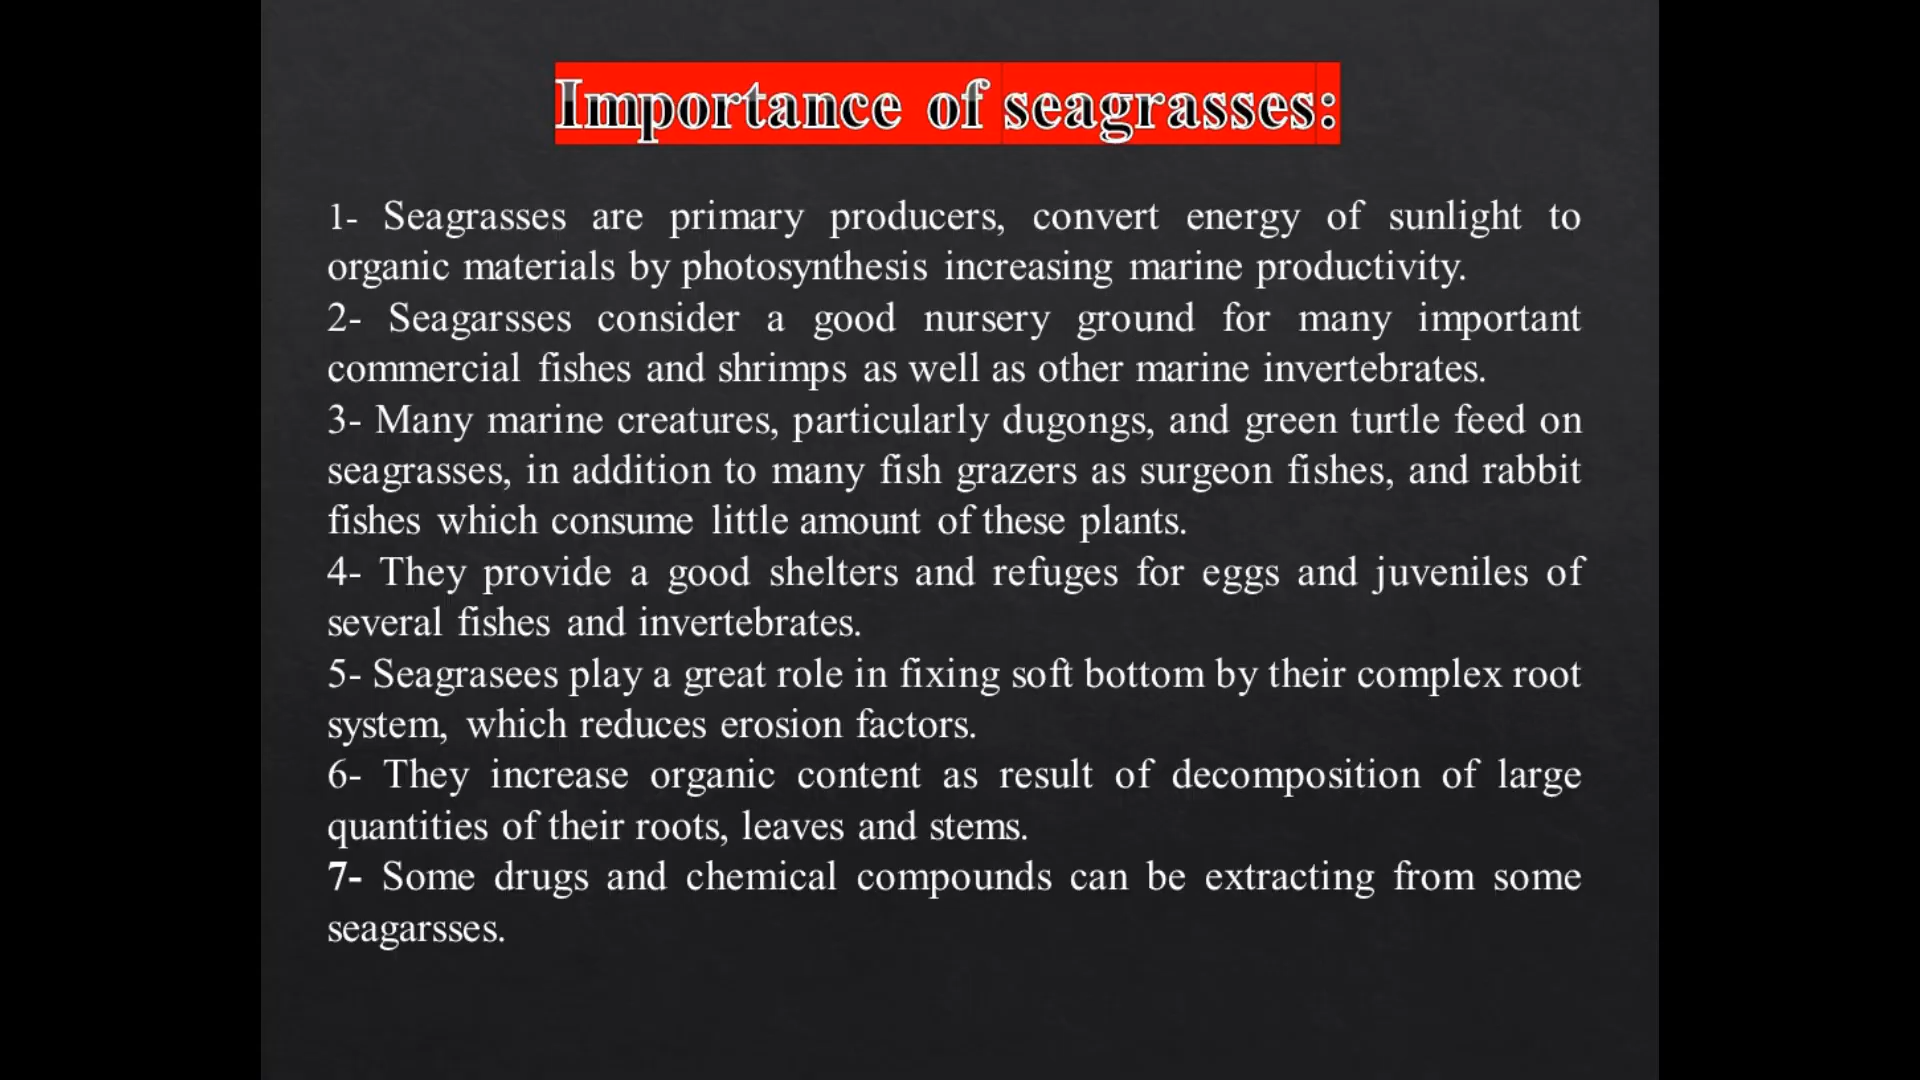 Importance of seagrasses:
1- Seagrasses are primary producers, convert energy of sunlight to
organic materials by photosynthesis increasing marine productivity.
2- Seagarsses consider a good nursery ground for many important
commercial fishes and shrimps as well as other marine invertebrates.
3- Many marine creatures, particularly dugongs, and green turtle feed on
seagrasses, in addition to many fish grazers as surgeon fishes, and rabbit
fishes which consume little amount of these plants.
4- They provide a good shelters and refuges for eggs and juveniles of
several fishes and invertebrates.
5- Seagrasees play a great role in fixing soft bottom by their complex root
system, which reduces erosion factors.
6- They increase organic content as result of decomposition of large
quantities of their roots, leaves and stems.
7- Some drugs and chemical compounds can be extracting from some
seagarsses.